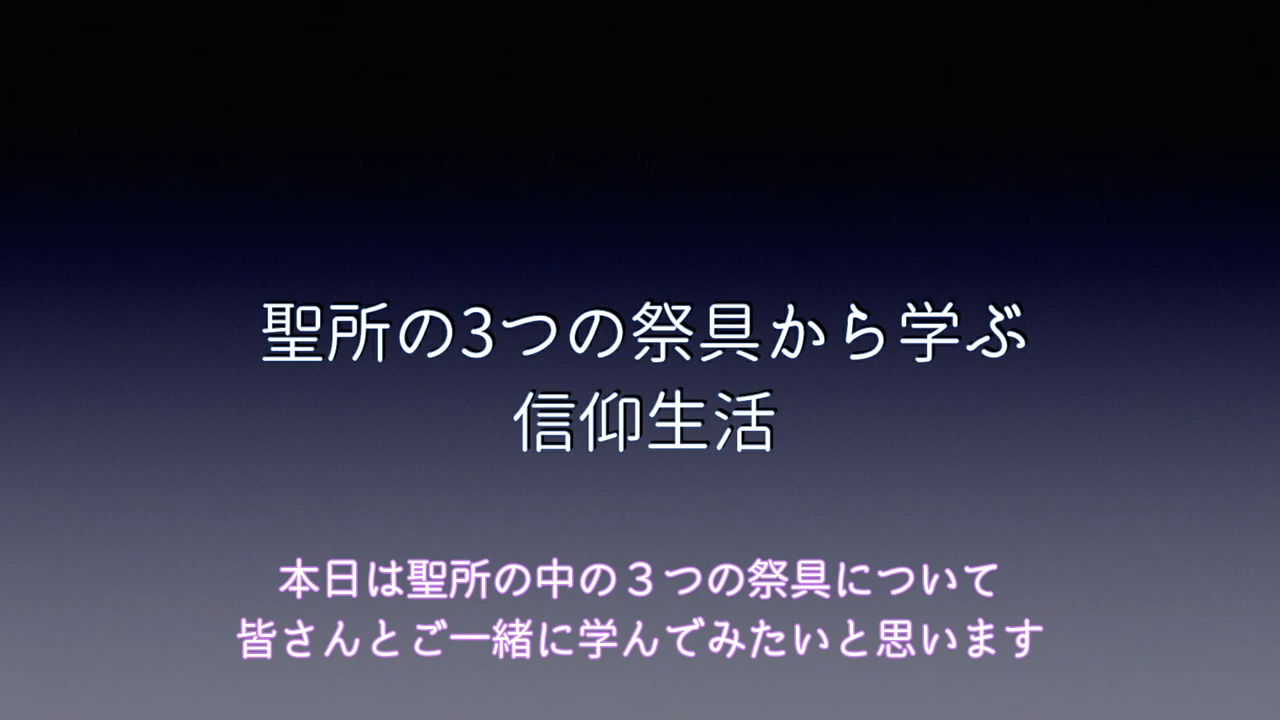 聖所の3つの祭具から学ぶ
信仰生活
本日は聖所の中の３つの祭具について
皆さんとご一緒に学んでみたいと思います